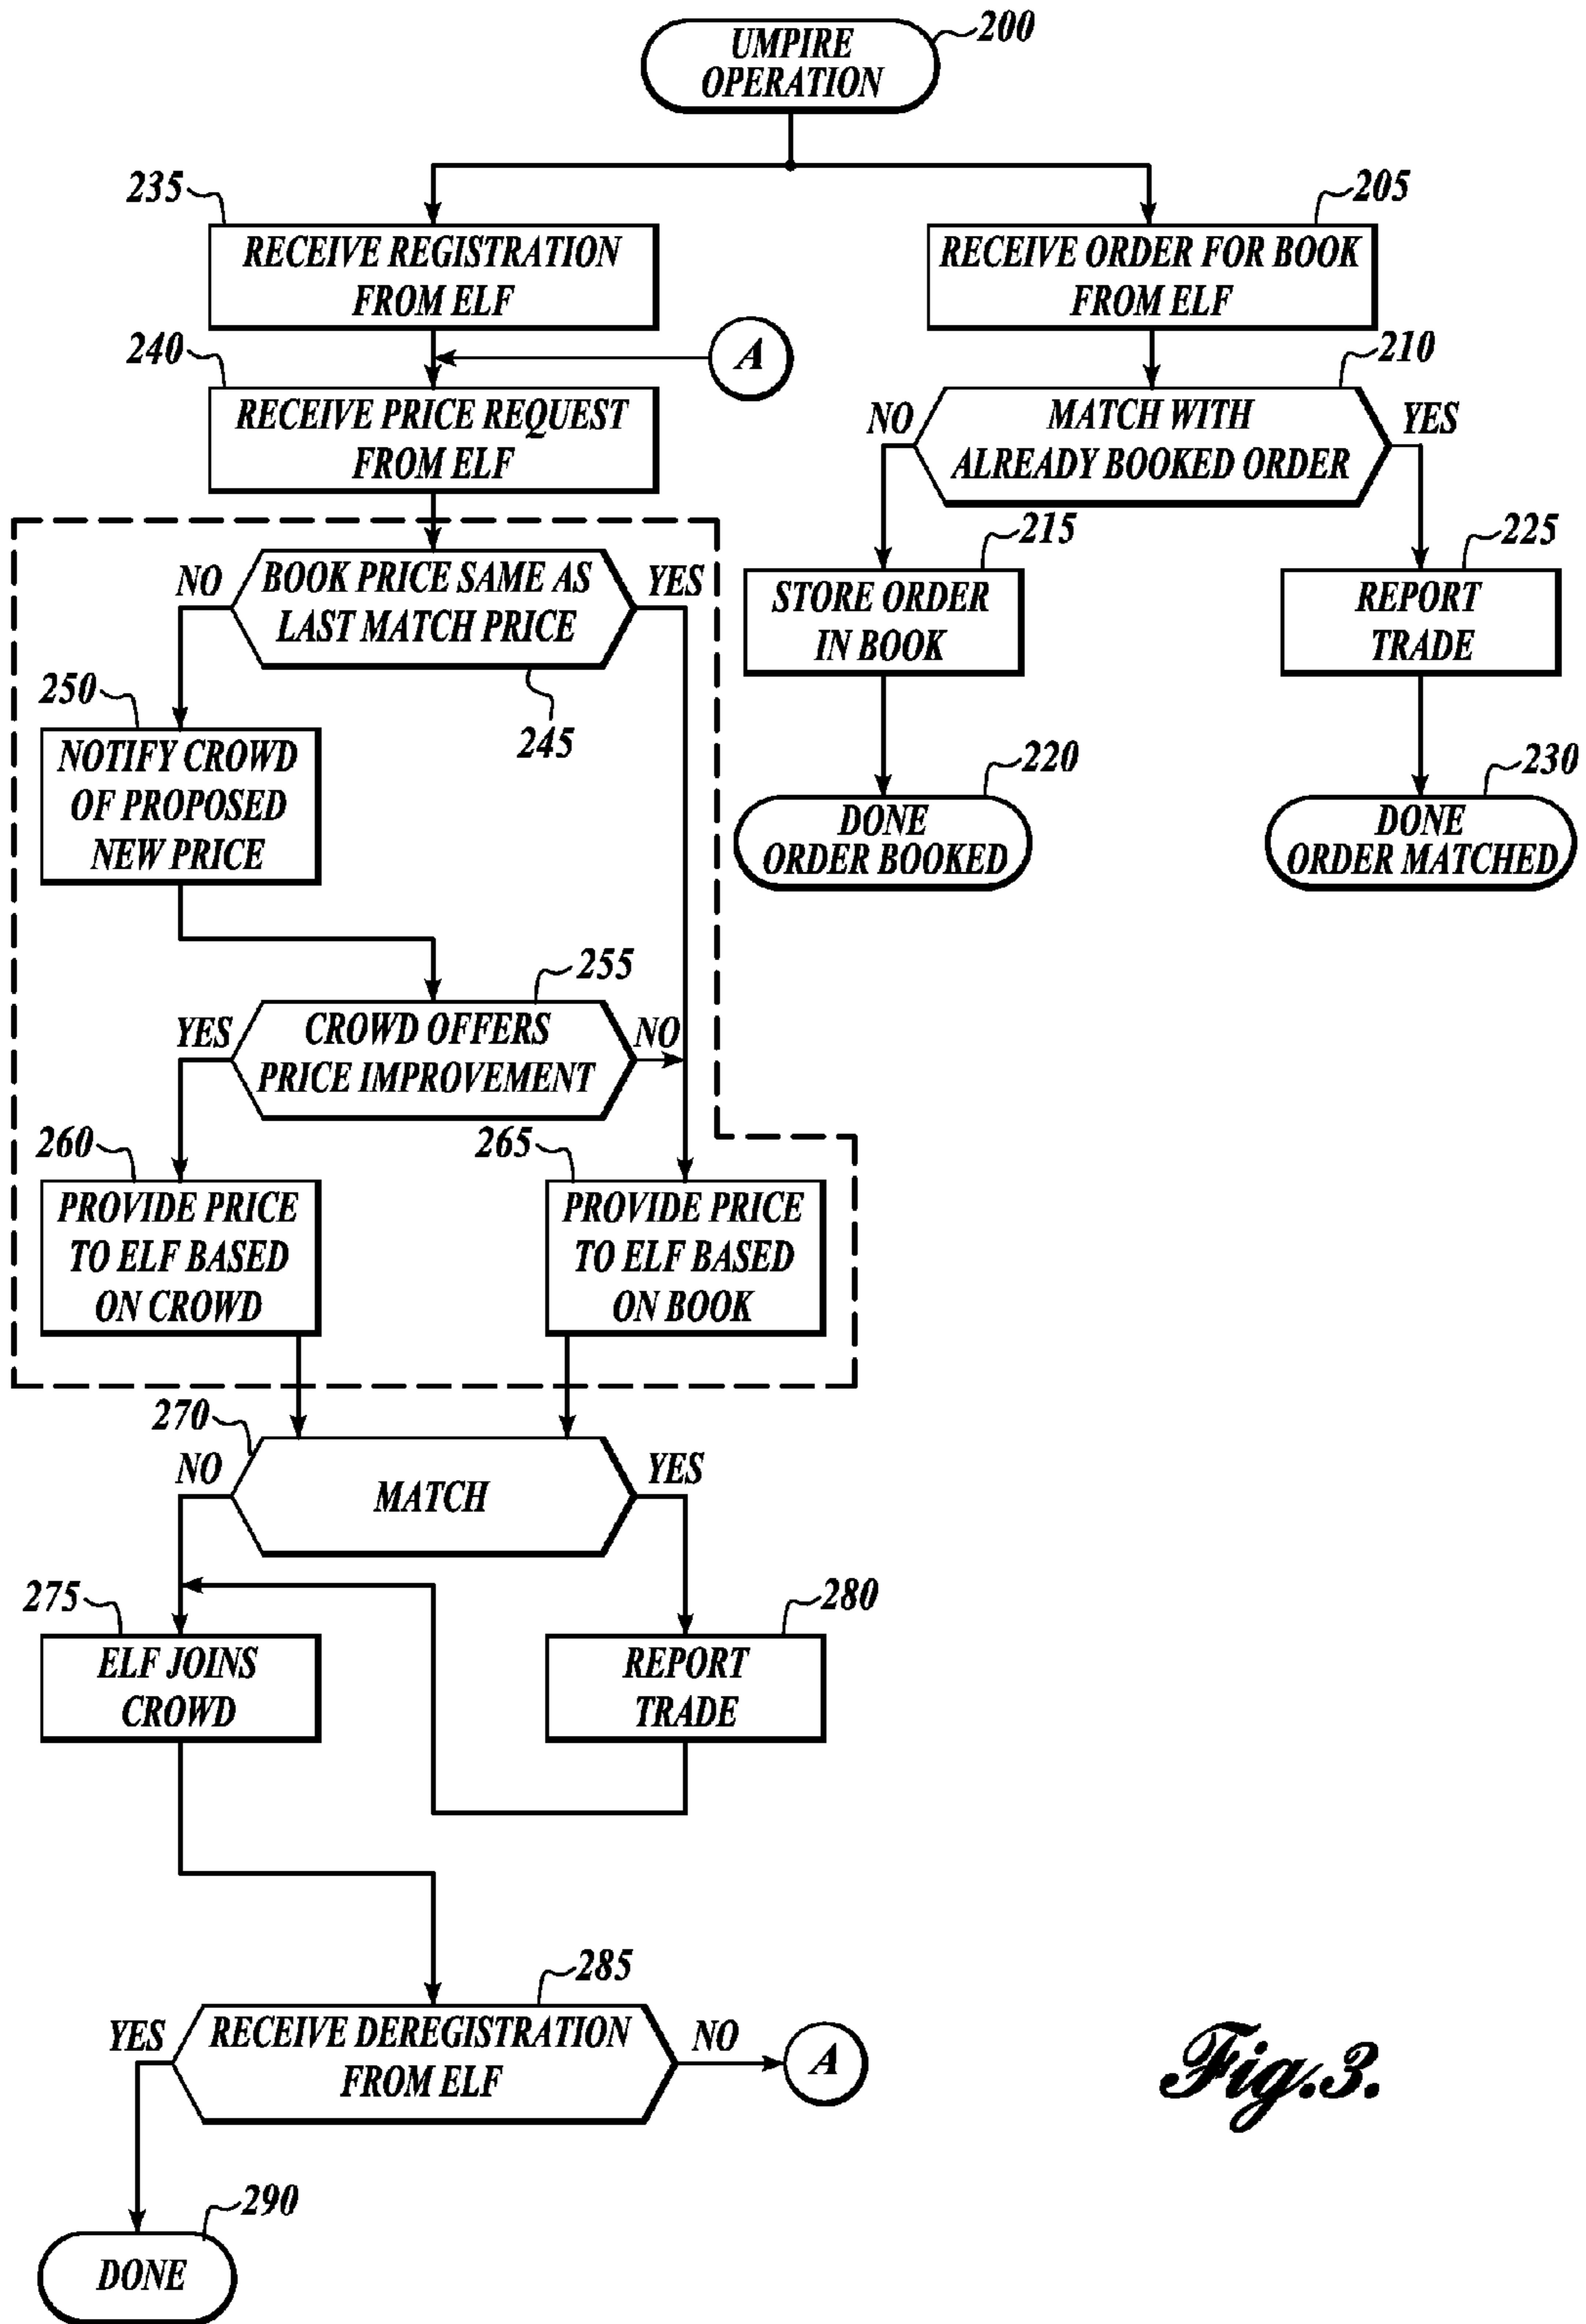 200
UMPIRE
OPERATION
235
RECEIVE REGISTRATION
FROM ELF
205
RECEIVE ORDER FOR BOOK
FROM ELF
240
RECEIVE PRICE REQUEST
FROM ELF
A
210
NO
MATCH WITH
ALREADY BOOKED ORDER
YES
NO
BOOK PRICE SAME AS
LAST MATCH PRICE
YES
245
215
STORE ORDER
IN BOOK
225
REPORT
TRADE
250
NOTIFY CROWD
OF PROPOSED
NEW PRICE
220
DONE
ORDER BOOKED
230
DONE
ORDER MATCHED
255
YES
CROWD OFFERS
PRICE IMPROVEMENT
NO
260
PROVIDE PRICE
TO ELF BASED
ON CROWD
265
PROVIDE PRICE
TO ELF BASED
ON BOOK
270
NO
MATCH
YES
275
ELF JOINS
CROWD
280
REPORT
TRADE
285
YES
RECEIVE DEREGISTRATION
FROM ELF
NO
A
290
DONE
Fig.3.